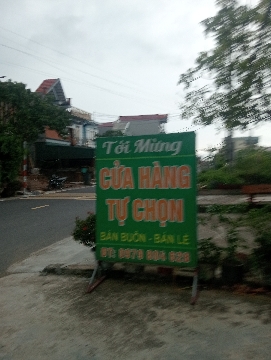 Tới Mừng
CỬA HÀNG
TỰ CHỌN
BÁN BUÔN - BÁN LẺ